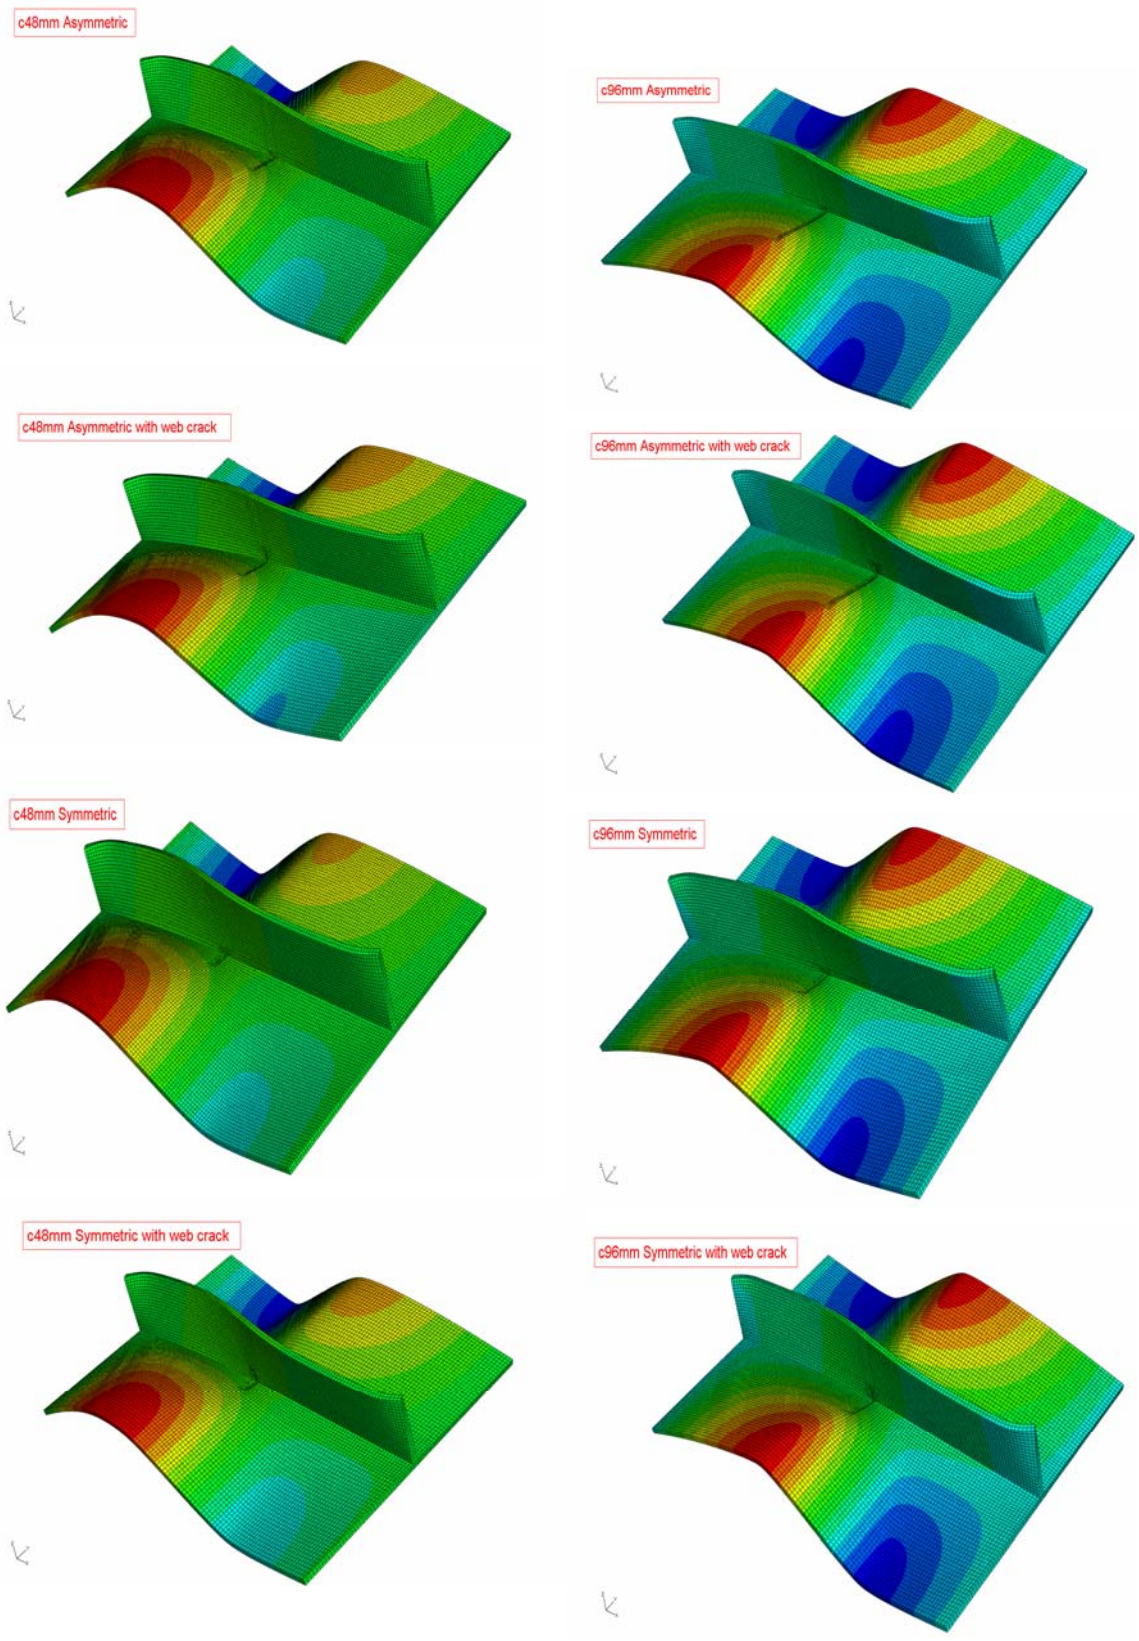 c48mm Asymmetric
c96mm Asymmetric
c48mm Asymmetric with web crack
c96mm Asymmetric with web crack
c48mm Symmetric
c96mm Symmetric
c48mm Symmetric with web crack
c96mm Symmetric with web crack